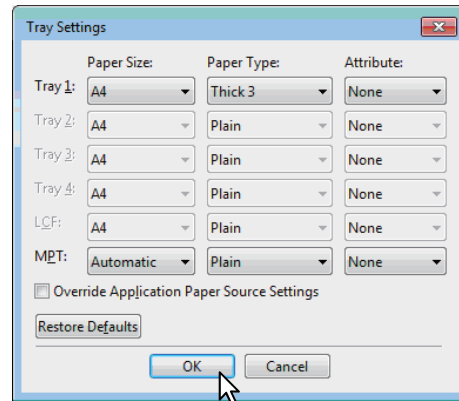 Tray Settings
Paper Size: Paper Type: Attribute:
Tray 1: A4 Thick 3 None
Tray 2: A4 Plain None
Tray 3: A4 Plain None
Tray 4: A4 Plain None
LCF: A4 Plain None
MPT: Automatic Plain None
Override Application Paper Source Settings
Restore Defaults
OK Cancel